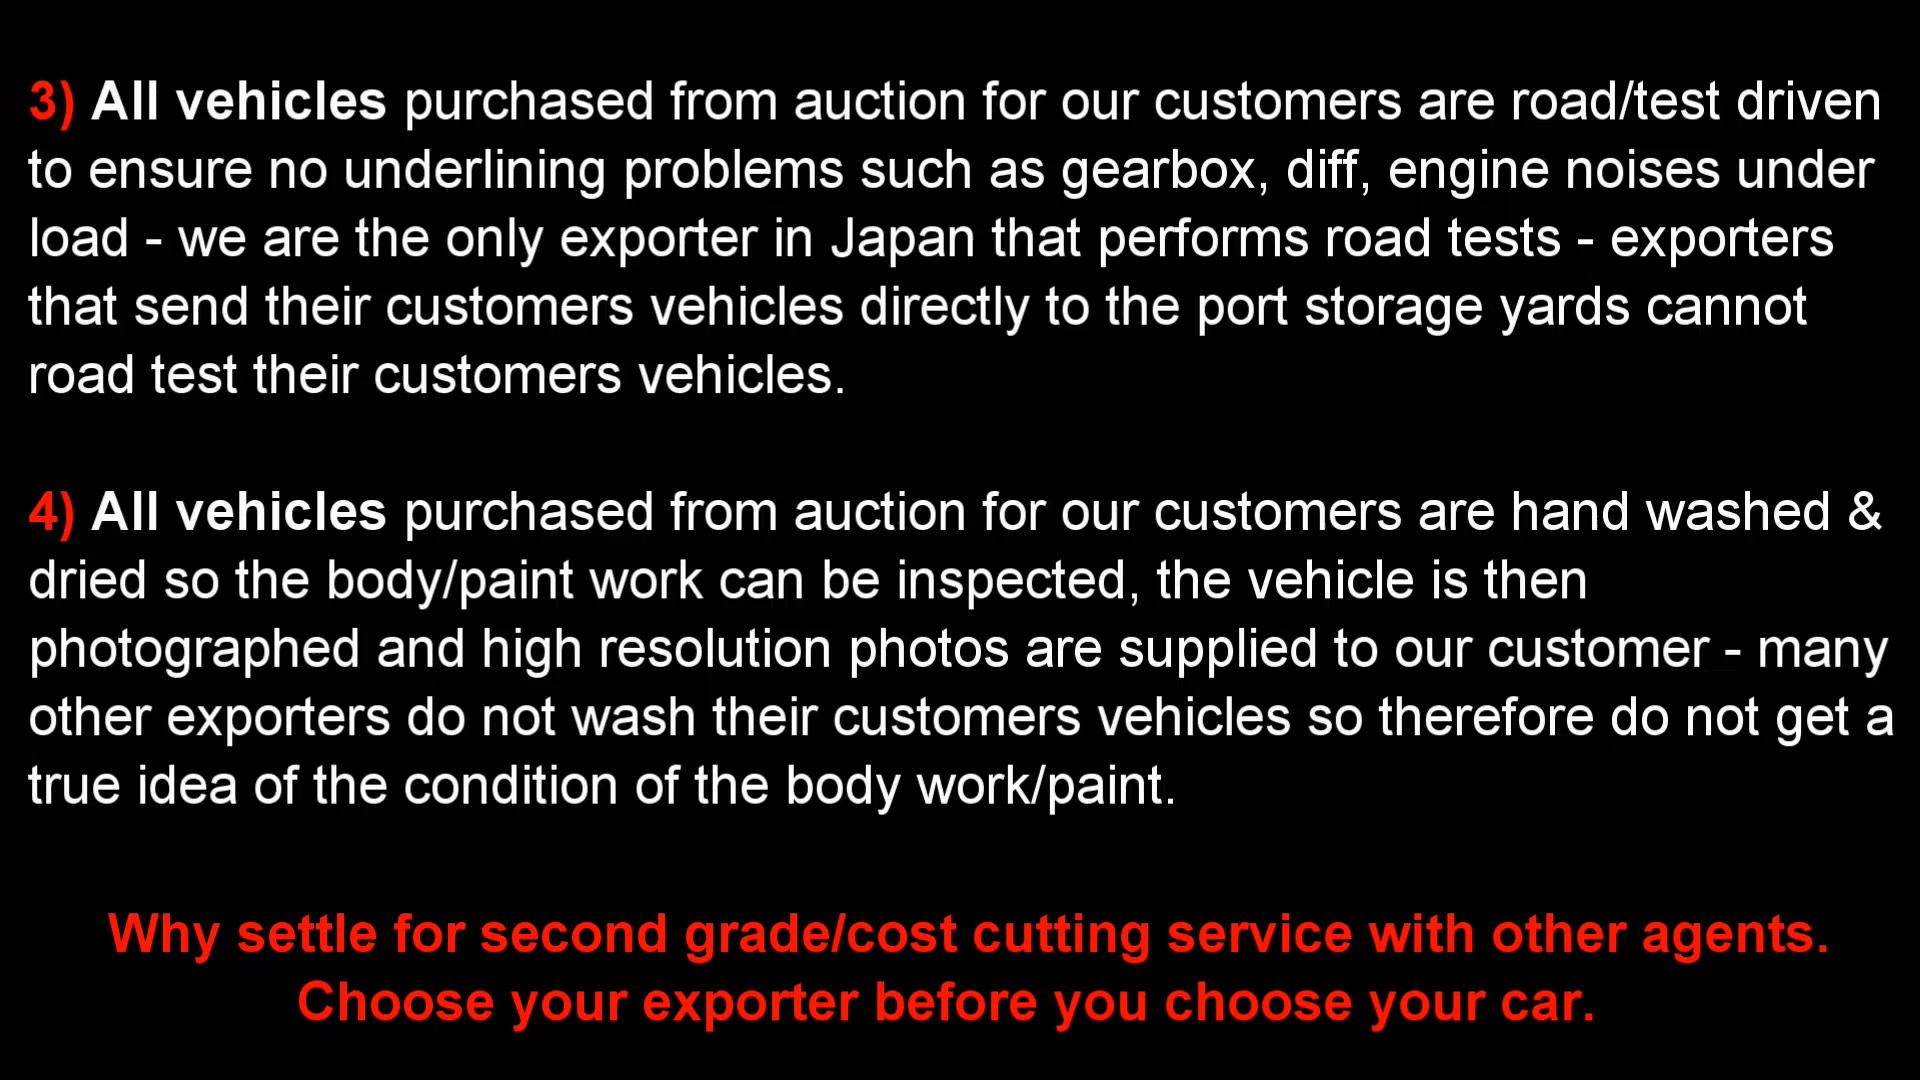 3) All vehicles purchased from auction for our customers are road/test driven
to ensure no underlining problems such as gearbox, diff, engine noises under
load - we are the only exporter in Japan that performs road tests - exporters
that send their customers vehicles directly to the port storage yards cannot
road test their customers vehicles.
4) All vehicles purchased from auction for our customers are hand washed &
dried so the body/paint work can be inspected, the vehicle is then
photographed and high resolution photos are supplied to our customer - many
other exporters do not wash their customers vehicles so therefore do not get a
true idea of the condition of the body work/paint.
Why settle for second grade/cost cutting service with other agents.
Choose your exporter before you choose your car.